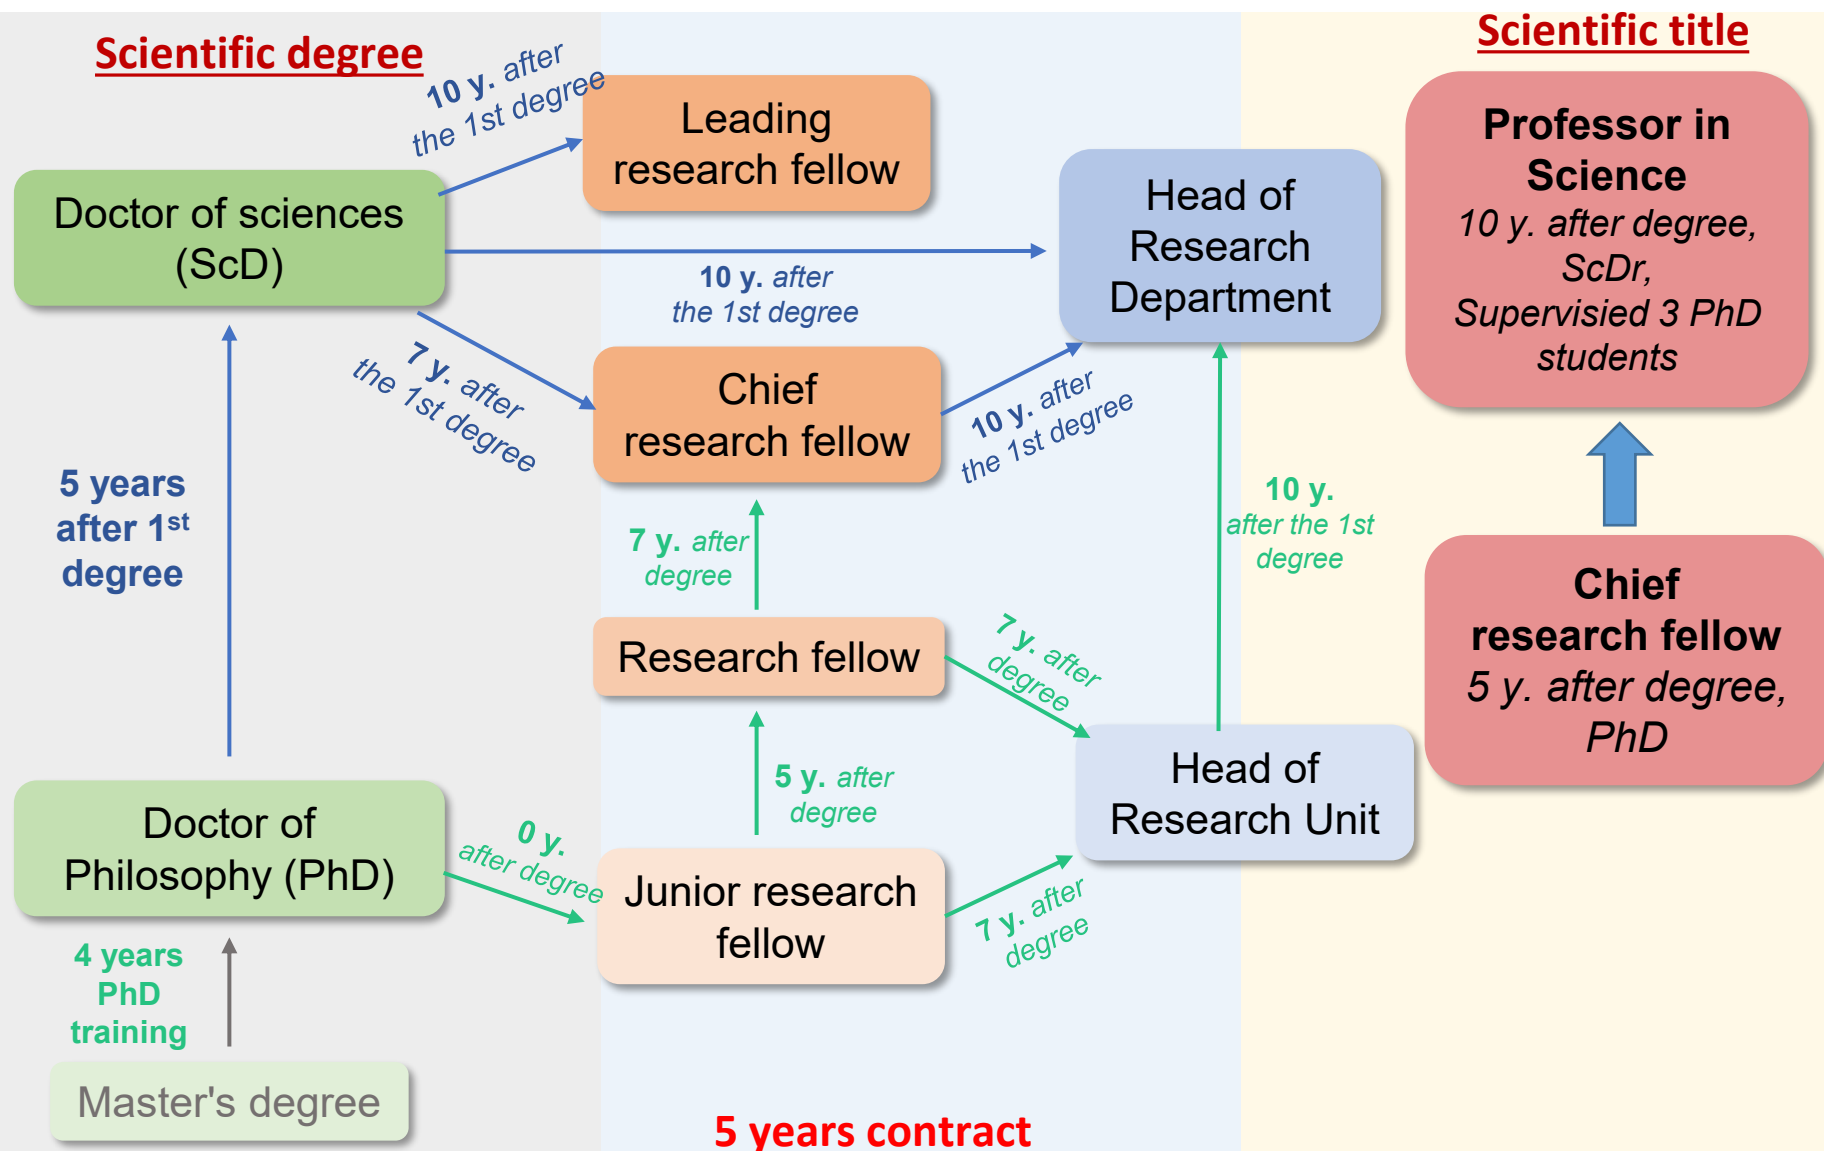 Scientific degree
10 y. after
the 1st degree
Leading
research fellow
Doctor of sciences
(ScD)
10 y. after
the 1st degree
7 y. after
the 1st degree
Chief
research fellow
10 y. after
the 1st degree
Head of
Research
Department
5 years
after 1st
degree
7 y. after
degree
10 y.
after the 1st
degree
Research fellow
7 y. after
degree
5 y. after
degree
Head of
Research Unit
Doctor of
Philosophy (PhD)
0 y.
after degree
Junior research
fellow
7 y. after
degree
4 years
PhD
training
Master's degree
5 years contract
Scientific title
Professor in
Science
10 y. after degree,
ScDr,
Supervisied 3 PhD
students
Chief
research fellow
5 y. after degree,
PhD